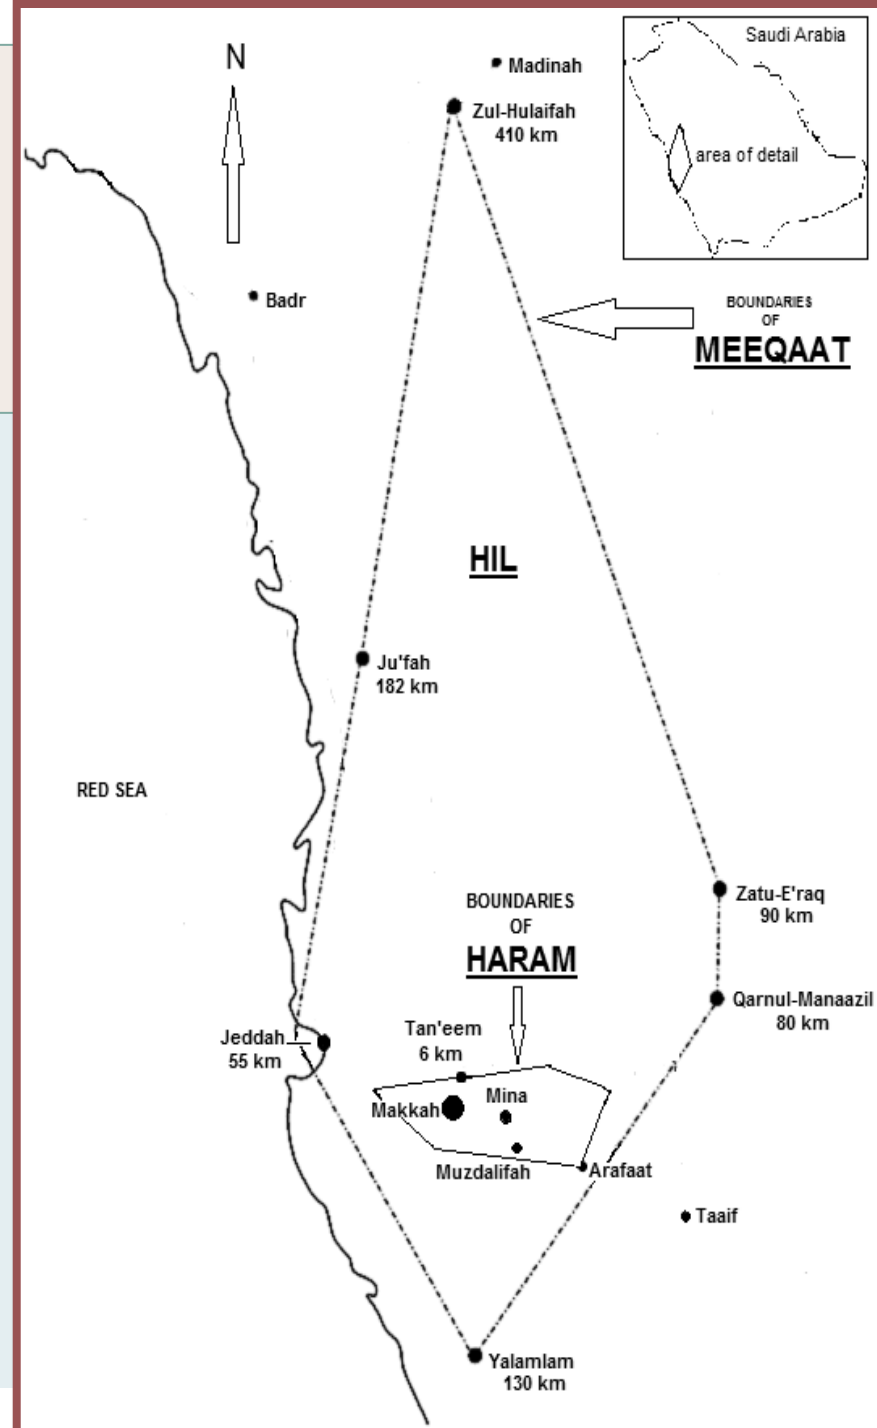 Saudi Arabia
N
Madinah
Zul-Hulaifah
410 km
area of detail
Badr
BOUNDARIES
OF
MEEQAAT
HIL
Ju'fah
182 km
RED SEA
Zatu-E'raq
90 km
BOUNDARIES
OF
HARAM
Qarnul-Manaazil
80 km
Jeddah
55 km
Tan'eem
6 km
Mina
Makkah
Muzdalifah
Arafaat
Taaif
Yalamlam
130 km